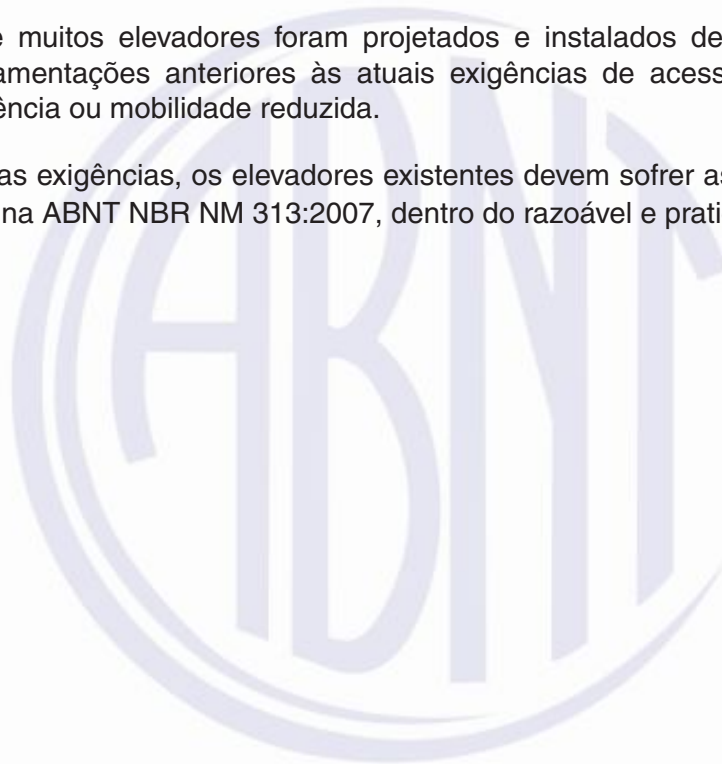 muitos elevadores foram projetados e instalados de
amentações anteriores às atuais exigências de acess
ência ou mobilidade reduzida.
as exigências, os elevadores existentes devem sofrer as
na ABNT NBR NM 313:2007, dentro do razoável e prati
ABNT